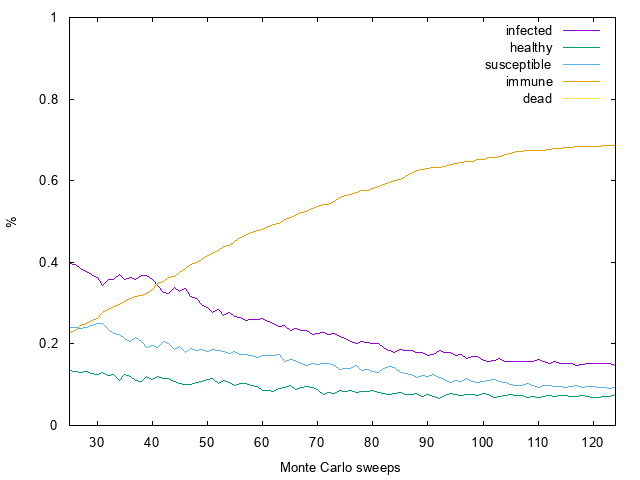 1
0.8
0.6
0.4
0.2
0
%
infected
healthy
susceptible
immune
dead
30 40 50 60 70 80 90 100 110 120
Monte Carlo sweeps